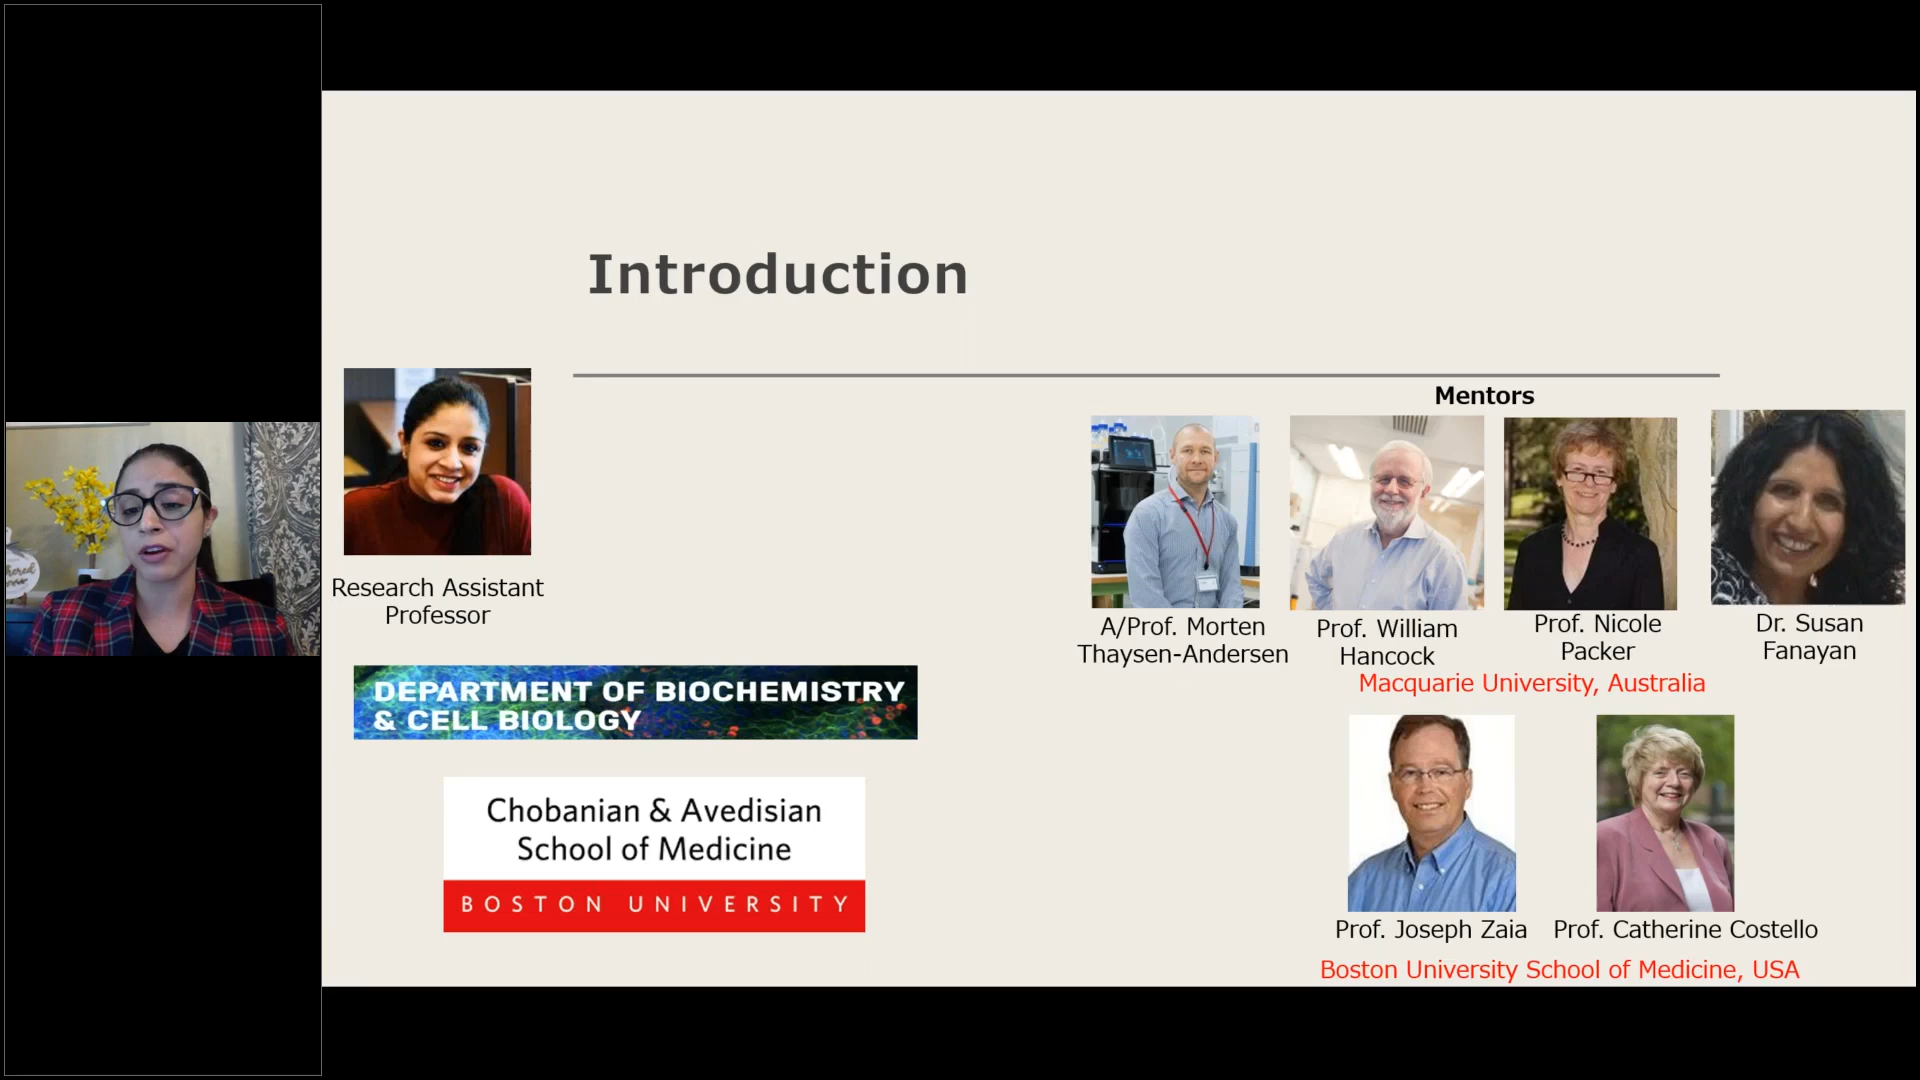 Introduction
Research Assistant
Professor
DEPARTMENT OF BIOCHEMISTRY
& CELL BIOLOGY
Chobanian & Avedisian
School of Medicine
BOSTON UNIVERSITY
Mentors
A/Prof. Morten
Thaysen-Andersen
Prof. William
Hancock
Prof. Nicole
Packer
Dr. Susan
Fanayan
Macquarie University, Australia
Prof. Joseph Zaia
Prof. Catherine Costello
Boston University School of Medicine, USA